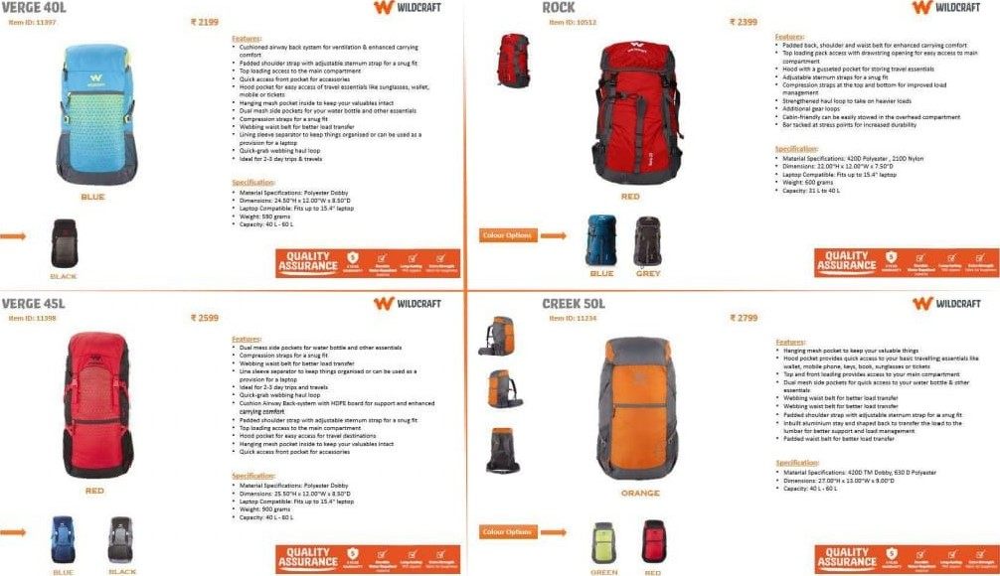 VERGE 40L
Item ID: 11397
₹ 2199
WILDCRAFT
Features:
Cushioned airway back system for ventilation & enhanced carrying
comfort
Padded shoulder strap with adjustable sternum strap for a snug fit
Top loading access to the main compartment
Quick access front pocket for accessories
Hood pocket for easy access of travel essentials like sunglasses, wallet,
mobile or tickets
Hanging mesh pocket inside to keep your valuables intact
Dual mesh side pockets for your water bottle and other essentials
Compression straps for a snug fit
Webbing waist belt for better load transfer
Lining sleeve separator to keep things organised or can be used as a
provision for a laptop
Quick-grab webbing haul loop
Ideal for 2-3 day trips & travels
Specification:
Material Specifications: Polyester Dobby
Dimensions: 24.50"H x 12.00"W x 8.50"D
Laptop Compatible: Fits up to 15.4" laptop
Weight: 590 grams
Capacity: 40 L - 60 L
BLUE
BLACK
QUALITY
ASSURANCE
ROCK
Item ID: 10512
₹ 2399
WILDCRAFT
Features:
Padded back, shoulder and waist belt for enhanced carrying comfort
Top loading pack access with drawstring opening for easy access to main
compartment
Hood with a gusseted pocket for storing travel essentials
Adjustable sternum straps for a snug fit
Compression straps at the top and bottom for improved load
management
Strengthened haul loop to take on heavier loads
Additional gear loops
Cabin-friendly can be easily stowed in the overhead compartment
Bar tacked at stress points for increased durability
Specification:
Material Specifications: 420D Polyester , 210D Nylon
Dimensions: 22.00"H x 12.00"W x 7.50"D
Laptop Compatible: Fits up to 15.4" laptop
Weight: 600 grams
Capacity: 31 L to 40 L
RED
Colour Options
BLUE
GREY
QUALITY
ASSURANCE
VERGE 45L
Item ID: 11398
₹ 2599
WILDCRAFT
Features:
Dual mess side pockets for water bottle and other essentials
Compression straps for a snug fit
Webbing waist belt for better load transfer
Line sleeve separator to keep things organised or can be used as a
provision for a laptop
Ideal for 2-3 day trips and travels
Quick-grab webbing haul loop
Cushion Airway Back-system with HDPE board for support and enhanced
carrying comfort
Padded shoulder strap with adjustable sternum strap for a snug fit
Top loading access to the main compartment
Hood pocket for easy access for travel destinations
Hanging mesh pocket inside to keep your valuables intact
Quick access front pocket for accessories
Specification:
Material Specifications: Polyester Dobby
Dimensions: 25.50"H x 12.00"W x 8.50"D
Laptop Compatible: Fits up to 15.4" laptop
Weight: 900 grams
Capacity: 40 L - 60 L
RED
BLUE
BLACK
QUALITY
ASSURANCE
CREEK 50L
Item ID: 11234
₹ 2799
WILDCRAFT
Features:
Hanging mesh pocket to keep your valuable things
Hood pocket provides quick access to your basic travelling essentials like
wallet, mobile phone, keys, book, sunglasses or tickets
Top and front loading provides access to your main compartment
Dual mesh side pockets for quick access to your water bottle & other
essentials
Webbing waist belt for better load transfer
Webbing waist belt for better load transfer
Padded shoulder strap with adjustable sternum strap for a snug fit
Inbuilt aluminium stay and shaped back to transfer the load to the
lumber for better support and load management
Padded waist belt for better load transfer
Specification:
Material Specifications: 420D TM Dobby, 630 D Polyester
Dimensions: 27.00"H x 13.00"W x 9.00"D
Capacity: 40 L - 60 L
ORANGE
Colour Options
GREEN
RED
QUALITY
ASSURANCE